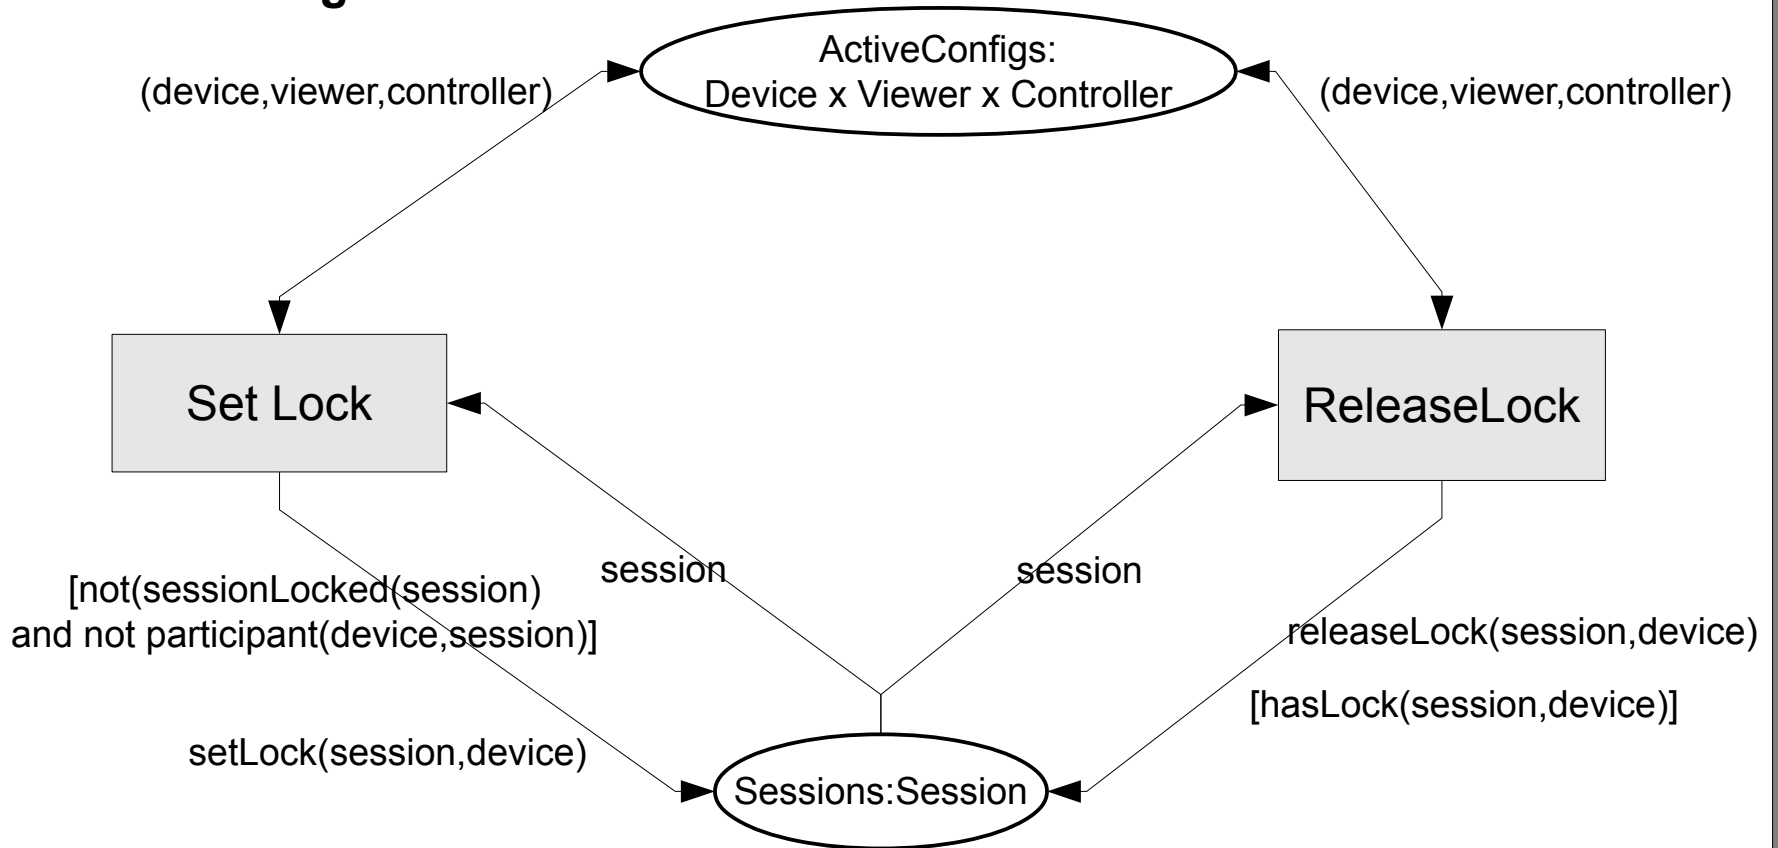 ActiveConfigs:
Device x Viewer x Controller
(device,viewer,controller)
(device,viewer,controller)
Set Lock
ReleaseLock
session
session
[not(sessionLocked(session)
and not participant(device,session)]
releaseLock(session,device)
[hasLock(session,device)]
setLock(session,device)
Sessions:Session